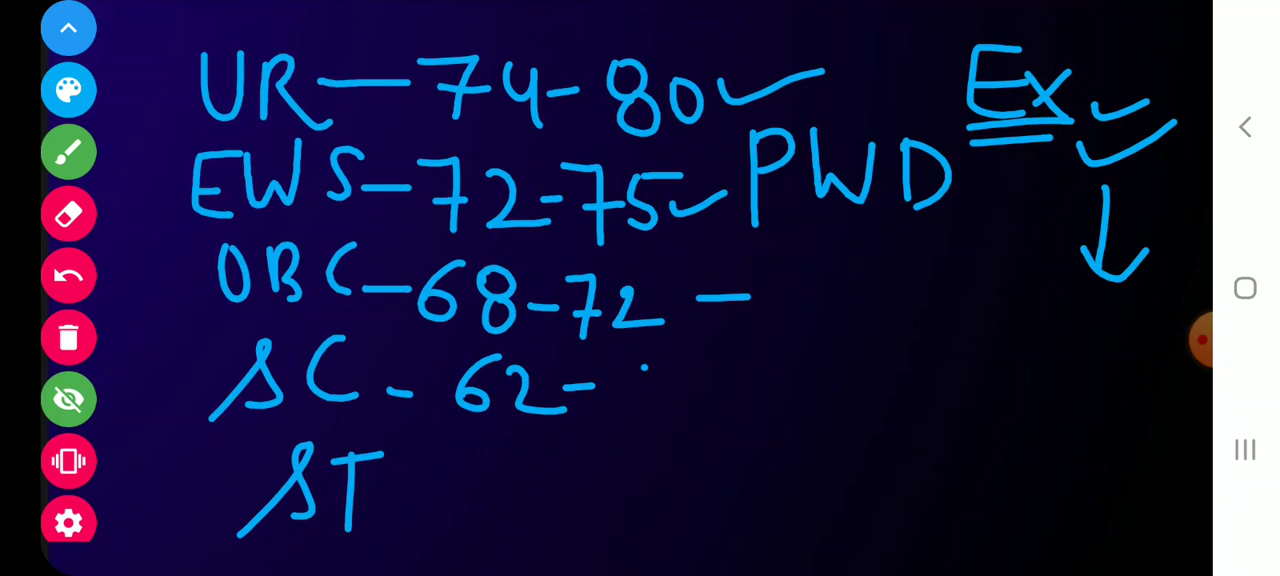 UR — 74 - 80 ✓ Ex ✓
EWS — 72 - 75 ✓ PWD ✓
OBC — 68 - 72 —
SC - 62 -
ST